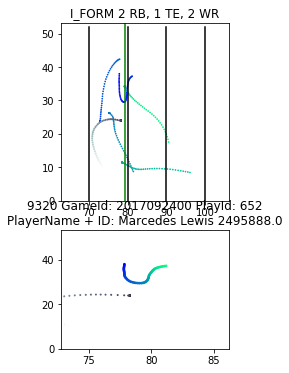 I_FORM 2 RB, 1 TE, 2 WR
50
40
30
20
10
0
70 80 90 100
9320 GameId: 2017092400 PlayId: 652
PlayerName + ID: Marcedes Lewis 2495888.0
40
20
0
75 80 85